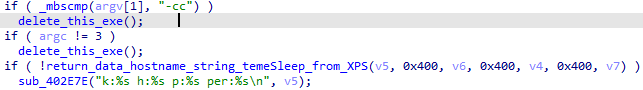 if ( _mbscmp(argv[1], "-cc") )
  delete_this_exe();
if ( argc != 3 )
  delete_this_exe();
if ( !return_data_hostname_string_temeSleep_from_XPS(v5, 0x400, v6, 0x400, v4, 0x400, v7) )
  sub_402E7E("k:%s h:%s p:%s per:%s\n", v5);